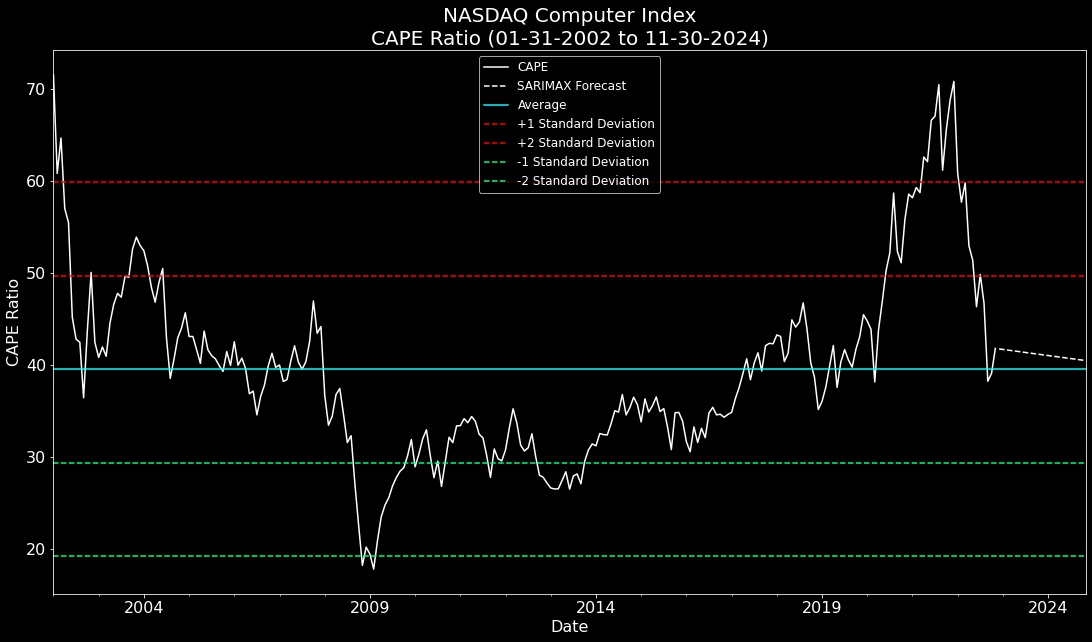 NASDAQ Computer Index
CAPE Ratio (01-31-2002 to 11-30-2024)
CAPE
SARIMAX Forecast
Average
+1 Standard Deviation
+2 Standard Deviation
-1 Standard Deviation
-2 Standard Deviation
CAPE Ratio
70
60
50
40
30
20
2004
2009
2014
2019
2024
Date